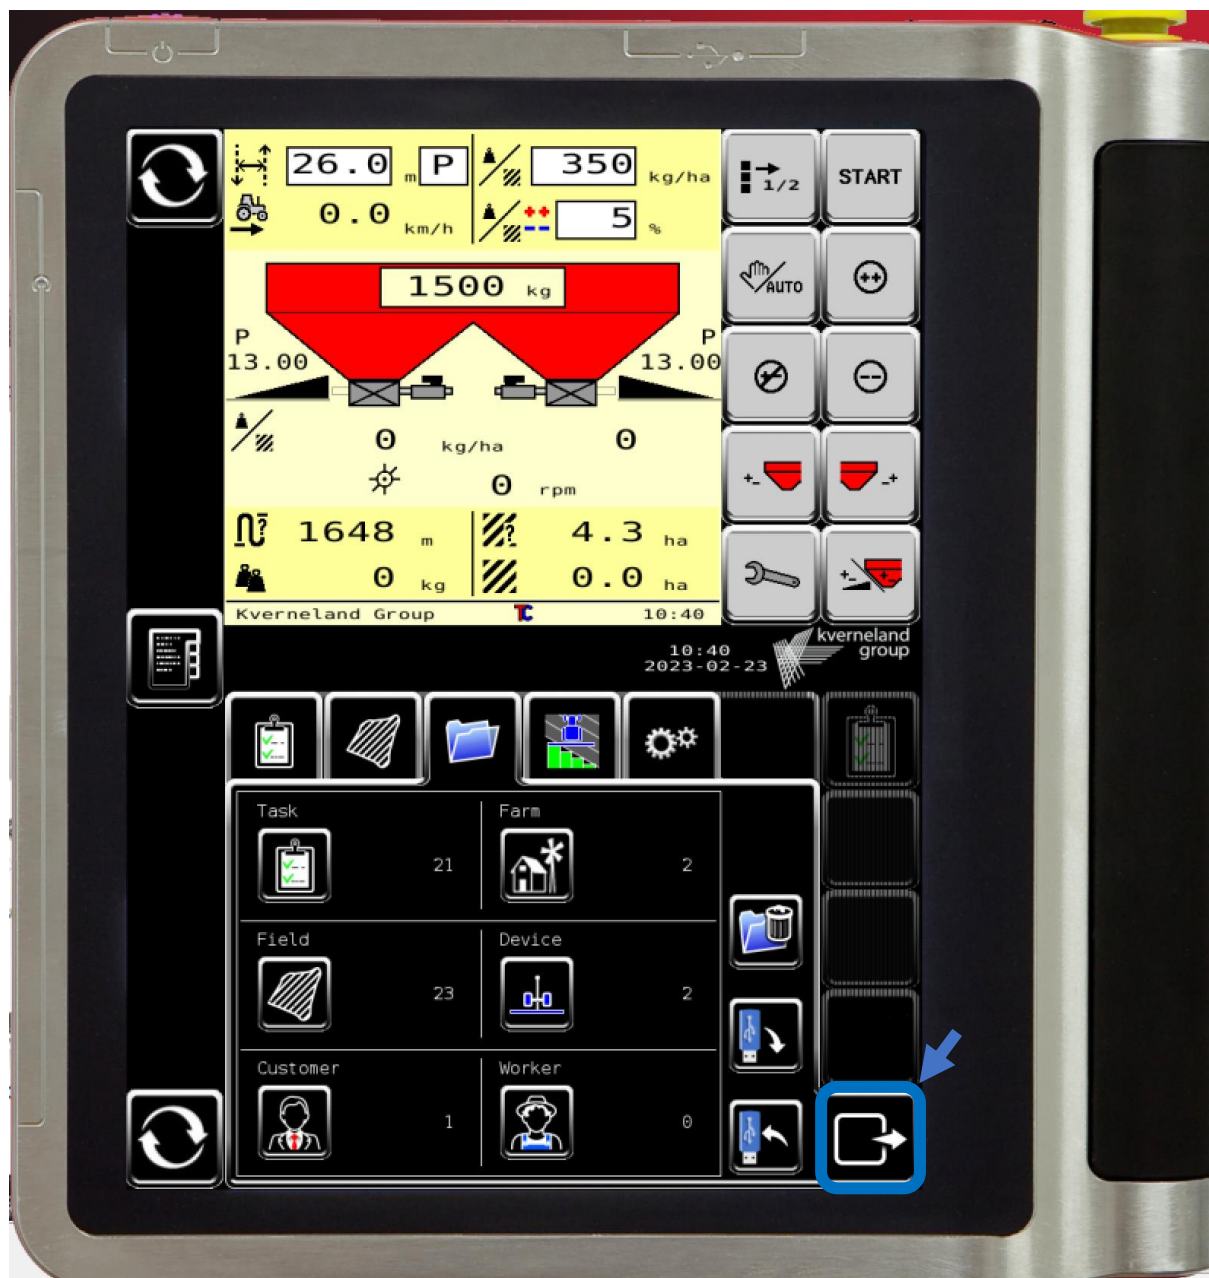 26.0 m P 350 kg/ha
0.0 km/h ++ -- 5 %
1/2 START
1500 kg
AUTO ++
P P
13.00 13.00
--
0 kg/ha 0
0 rpm
+- -+
? 1648 m ? 4.3 ha
0 kg 0.0 ha
+- +-
Kverneland Group TC 10:40
10:40
2023-02-23
kverneland
group
Task Farm
21 2
Field Device
23 2
Customer Worker
1 0